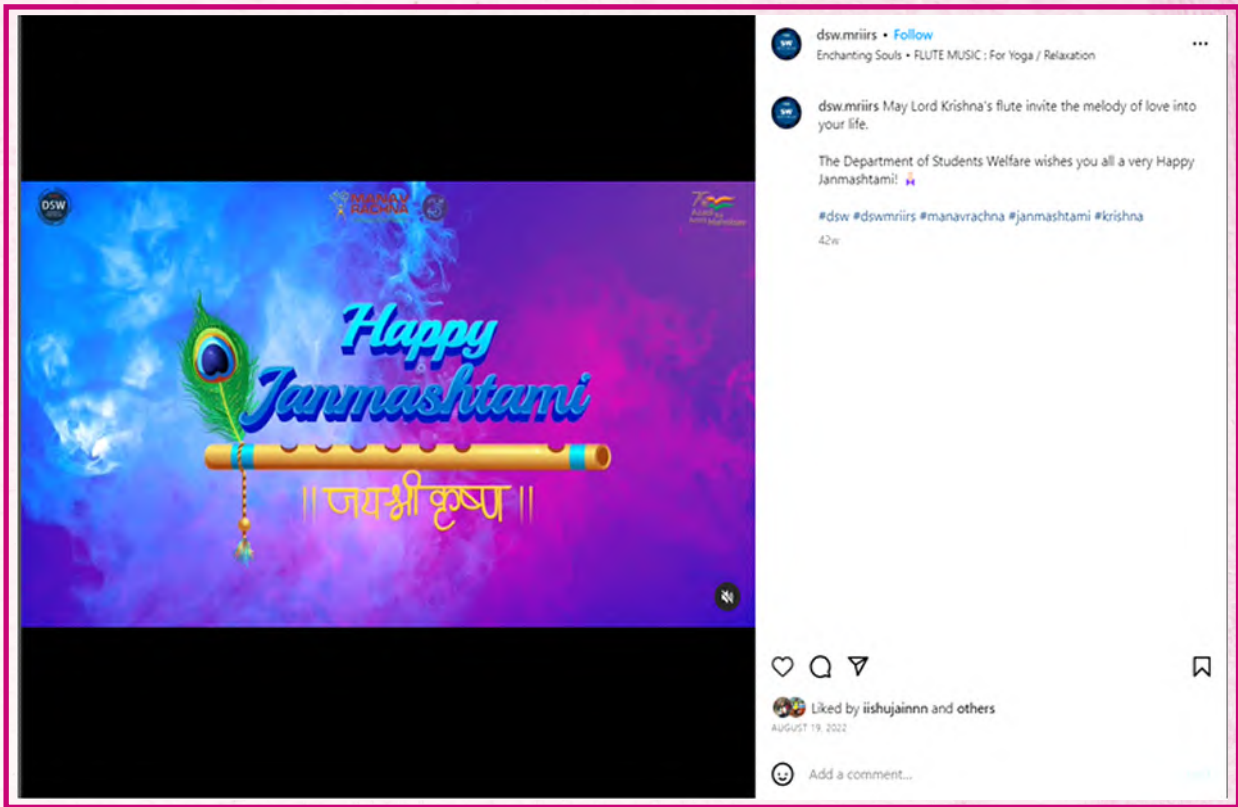 dsw.mriirs • Follow
Enchanting Souls • FLUTE MUSIC : For Yoga / Relaxation
dsw.mriirs May Lord Krishna's flute invite the melody of love into
your life.
The Department of Students Welfare wishes you all a very Happy
Janmashtami!
#dsw #dswmriirs #manavrachna #janmashtami #krishna
42w
DSW
MANAV
RACHNA
Happy
Janmashtami
|| जय श्री कृष्ण ||
Liked by iishujainnn and others
AUGUST 19, 2022
Add a comment...